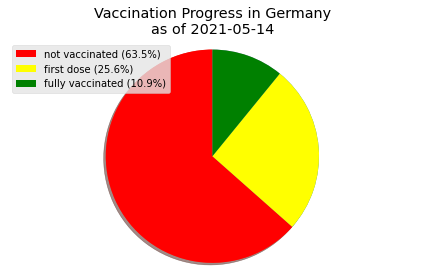 Vaccination Progress in Germany
as of 2021-05-14
not vaccinated (63.5%)
first dose (25.6%)
fully vaccinated (10.9%)